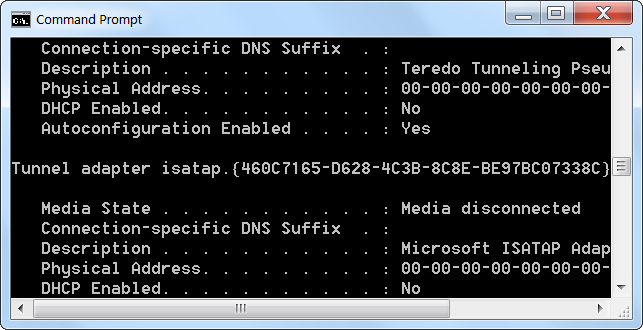 Command Prompt
Connection-specific DNS Suffix  . :
Description . . . . . . . . . . . : Teredo Tunneling Pseu
Physical Address. . . . . . . . . : 00-00-00-00-00-00-
DHCP Enabled. . . . . . . . . . . : No
Autoconfiguration Enabled . . . . : Yes
Tunnel adapter isatap.{460C7165-D628-4C3B-8C8E-BE97BC07338C}
Media State . . . . . . . . . . . : Media disconnected
Connection-specific DNS Suffix  . :
Description . . . . . . . . . . . : Microsoft ISATAP Adap
Physical Address. . . . . . . . . : 00-00-00-00-00-00-
DHCP Enabled. . . . . . . . . . . : No